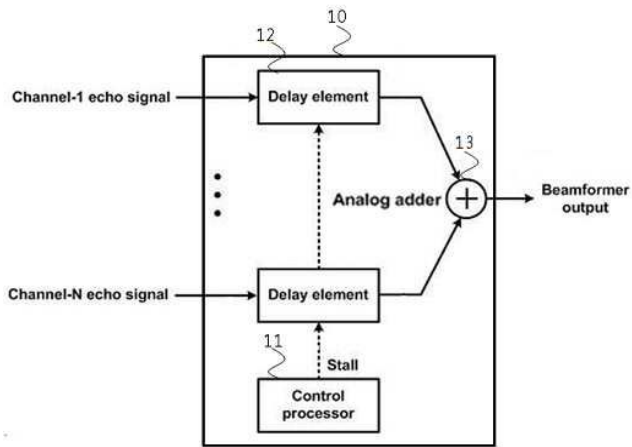 10
12
Channel-1 echo signal
Delay element
13
Analog adder
+
Beamformer
output
Channel-N echo signal
Delay element
11
Stall
Control
processor